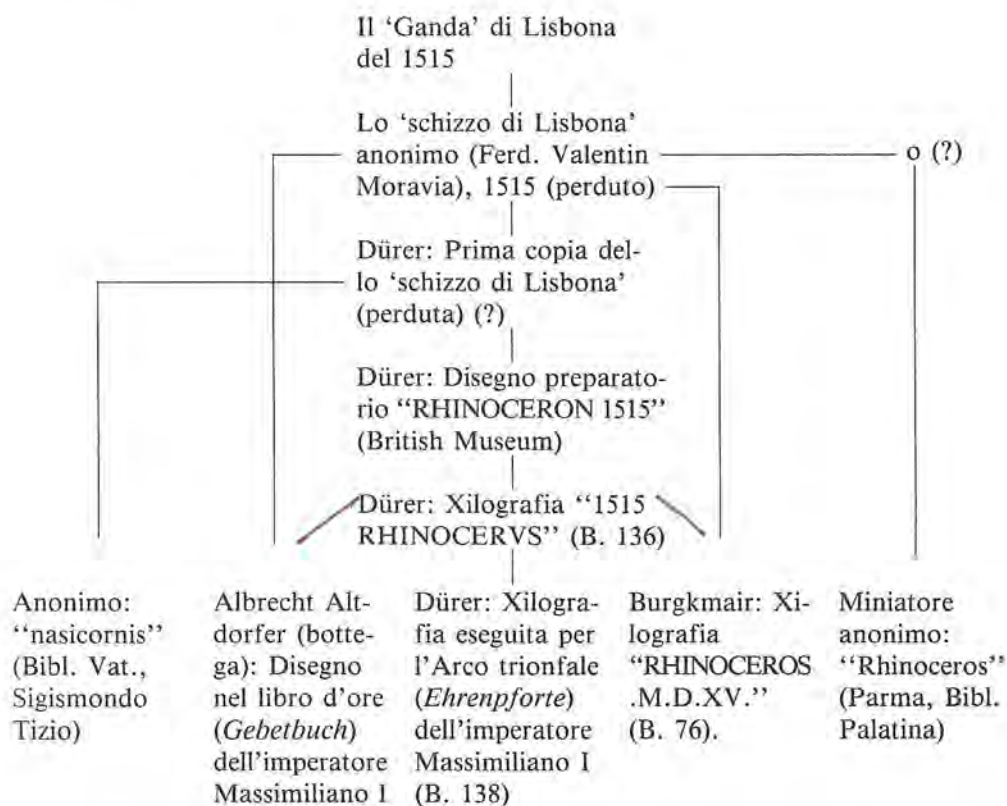 Il ‘Ganda’ di Lisbona
del 1515
Lo ‘schizzo di Lisbona’
anonimo (Ferd. Valentin
Moravia), 1515 (perduto)
o (?)
Dürer: Prima copia del-
lo ‘schizzo di Lisbona’
(perduta) (?)
Dürer: Disegno preparato-
rio “RHINOCERON 1515”
(British Museum)
Dürer: Xilografia “1515
RHINOCERVS” (B. 136)
Anonimo:
“nasicornis”
(Bibl. Vat.,
Sigismondo
Tizio)
Albrecht Alt-
dorfer (botte-
ga): Disegno
nel libro d’ore
(Gebetbuch)
dell’imperatore
Massimiliano I
Dürer: Xilogra-
fia eseguita per
l’Arco trionfale
(Ehrenpforte)
dell’imperatore
Massimiliano I
(B. 138)
Burgkmair: Xi-
lografia
“RHINOCEROS
.M.D.XV.”
(B. 76).
Miniatore
anonimo:
“Rhinoceros”
(Parma, Bibl.
Palatina)